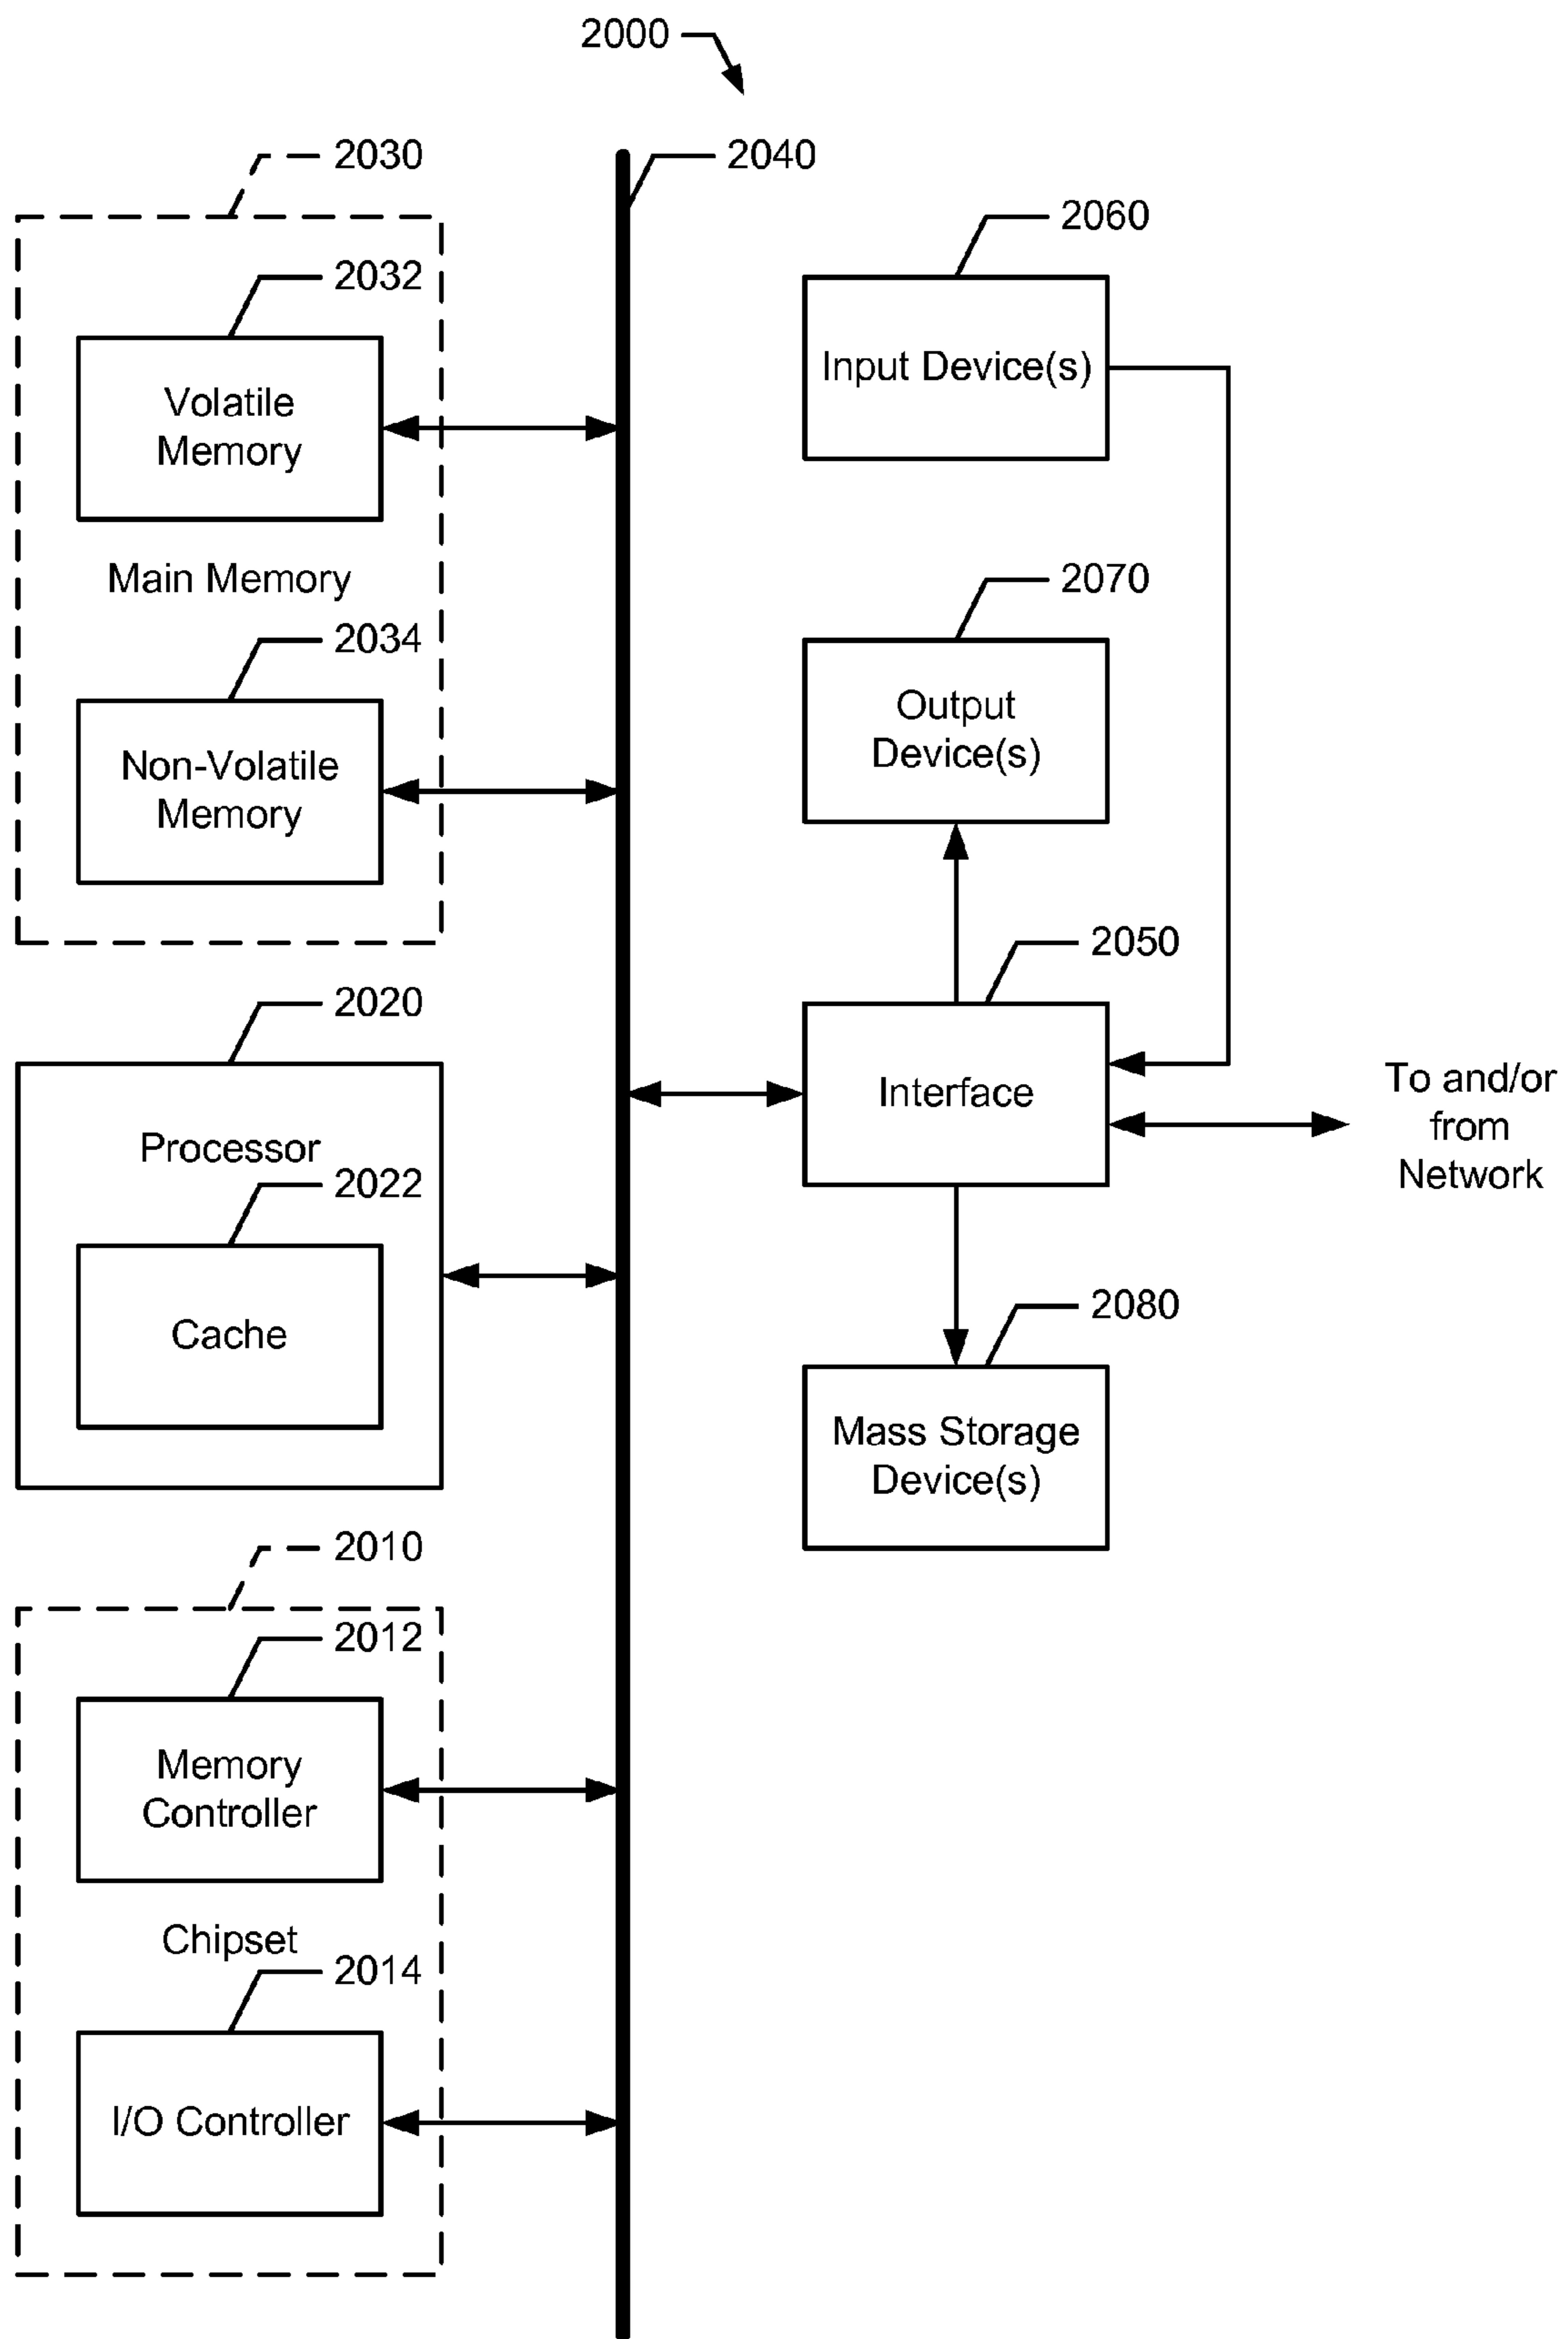 2000
2030
2040
2032
Volatile
Memory
Main Memory
2034
Non-Volatile
Memory
2020
Processor
2022
Cache
2010
2012
Memory
Controller
Chipset
2014
I/O Controller
2060
Input Device(s)
2070
Output
Device(s)
2050
Interface
To and/or
from
Network
2080
Mass Storage
Device(s)